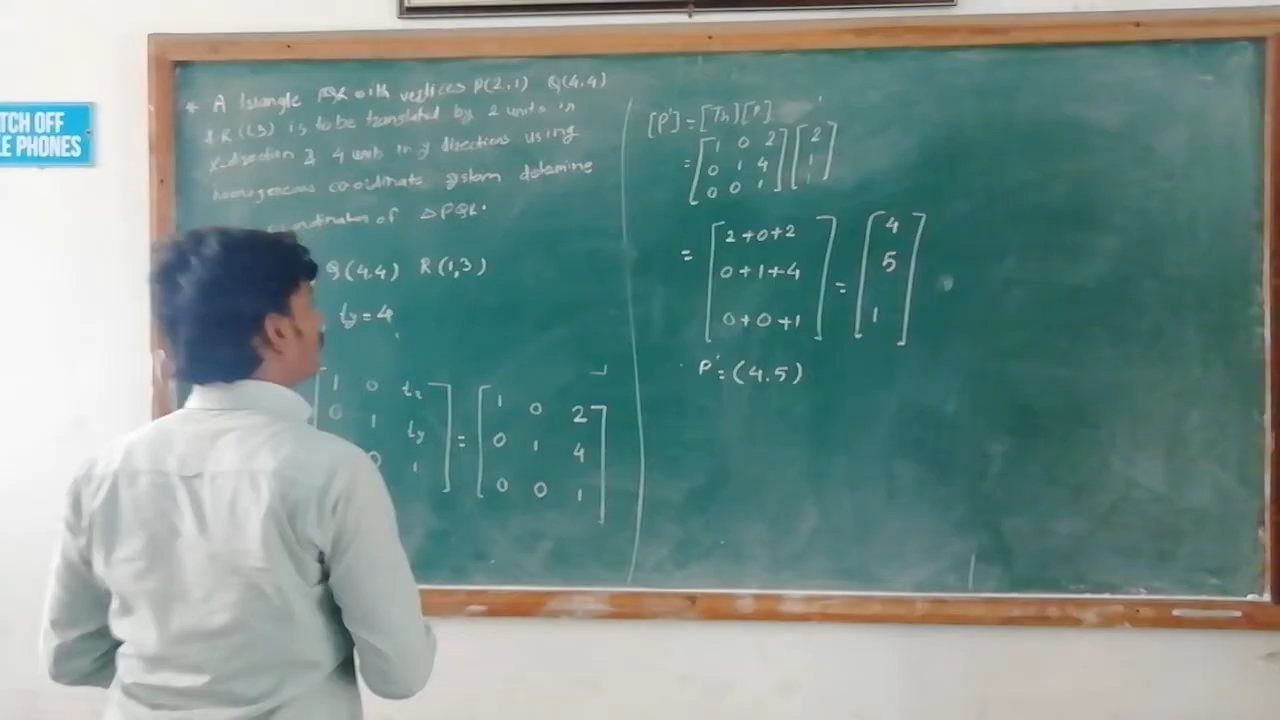 TCH OFF
LE PHONES
* A Triangle PQR with vertices P(2,1) Q(4,4)
& R(1,3) is to be translated by 2 units in
X-direction & 4 units in y directions using
homogeneous coordinate system determine
coordinates of △PQR.
Q(4,4) R(1,3)
ty=4
1 0 tx
0 1 ty
0 1
=
1 0 2
0 1 4
0 0 1
[P']=[Th][P]
=
1 0 2
0 1 4
0 0 1
2
1
1
=
2+0+2
0+1+4
0+0+1
=
4
5
1
P'=(4,5)